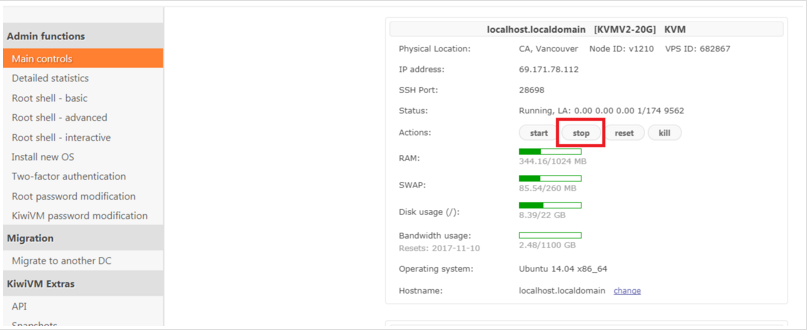 Admin functions
Main controls
Detailed statistics
Root shell - basic
Root shell - advanced
Root shell - interactive
Install new OS
Two-factor authentication
Root password modification
KiwiVM password modification
Migration
Migrate to another DC
KiwiVM Extras
API
Snapshots
localhost.localdomain [KVMV2-20G] KVM
Physical Location: CA, Vancouver Node ID: v1210 VPS ID: 682867
IP address: 69.171.78.112
SSH Port: 28698
Status: Running, LA: 0.00 0.00 0.00 1/174 9562
Actions: start stop reset kill
RAM:
344.16/1024 MB
SWAP:
85.54/260 MB
Disk usage (/):
8.39/22 GB
Bandwidth usage:
Resets: 2017-11-10 2.48/1100 GB
Operating system: Ubuntu 14.04 x86_64
Hostname: localhost.localdomain change